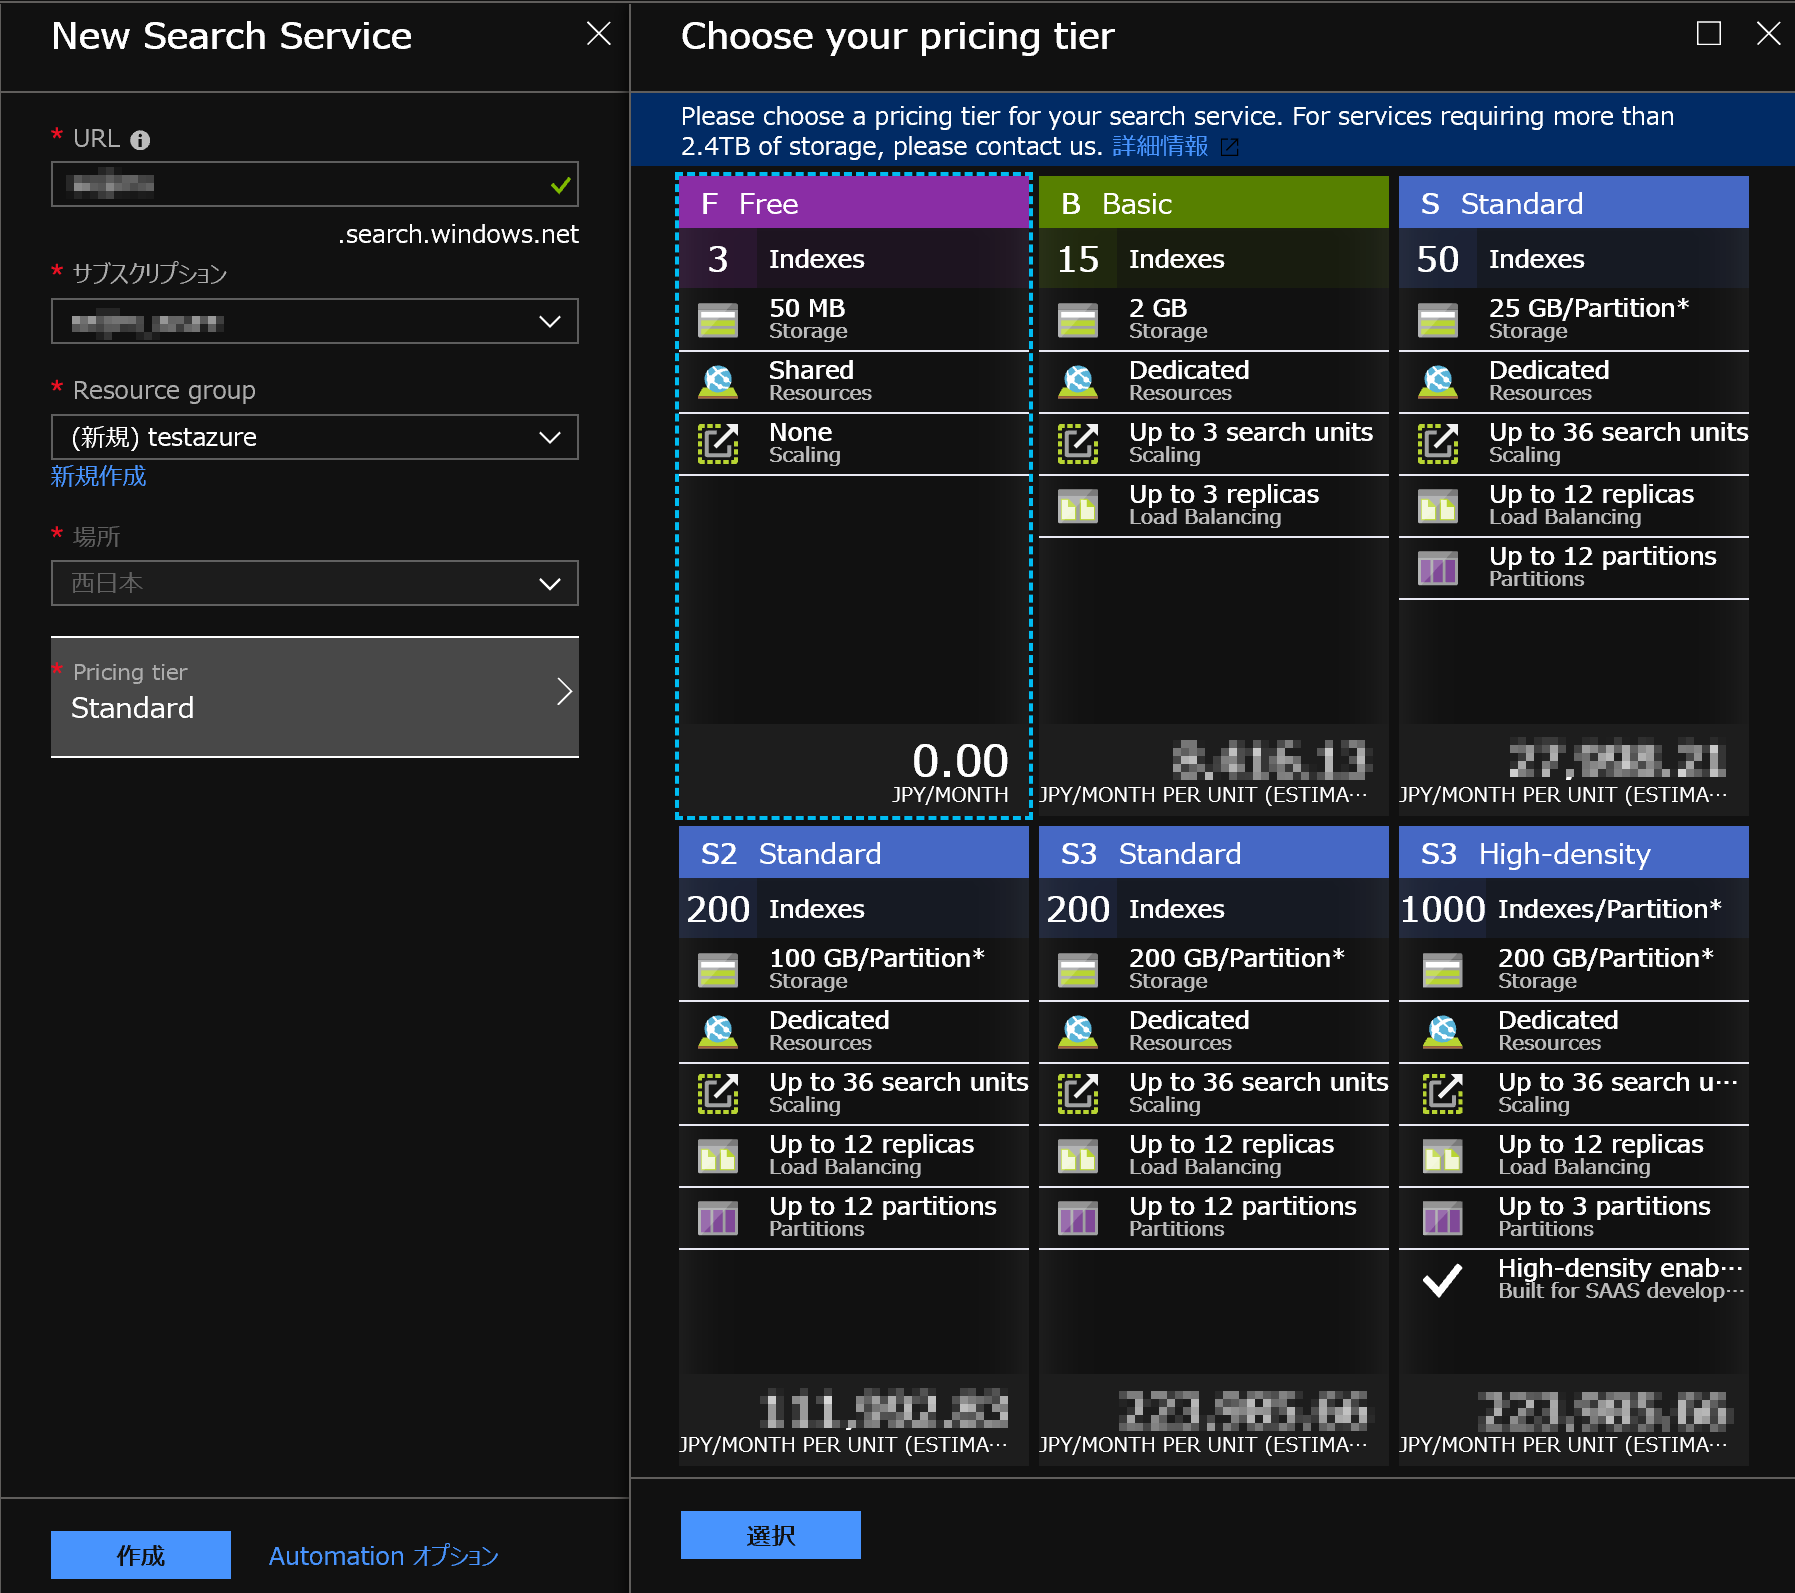 New Search Service
* URL
.search.windows.net
* サブスクリプション
* Resource group
(新規) testazure
新規作成
* 場所
西日本
* Pricing tier
Standard
作成
Automation オプション
Choose your pricing tier
Please choose a pricing tier for your search service. For services requiring more than
2.4TB of storage, please contact us. 詳細情報
F Free
3 Indexes
50 MB
Storage
Shared
Resources
None
Scaling
0.00
JPY/MONTH
B Basic
15 Indexes
2 GB
Storage
Dedicated
Resources
Up to 3 search units
Scaling
Up to 3 replicas
Load Balancing
JPY/MONTH PER UNIT (ESTIMA…
S Standard
50 Indexes
25 GB/Partition*
Storage
Dedicated
Resources
Up to 36 search units
Scaling
Up to 12 replicas
Load Balancing
Up to 12 partitions
Partitions
JPY/MONTH PER UNIT (ESTIMA…
S2 Standard
200 Indexes
100 GB/Partition*
Storage
Dedicated
Resources
Up to 36 search units
Scaling
Up to 12 replicas
Load Balancing
Up to 12 partitions
Partitions
JPY/MONTH PER UNIT (ESTIMA…
S3 Standard
200 Indexes
200 GB/Partition*
Storage
Dedicated
Resources
Up to 36 search units
Scaling
Up to 12 replicas
Load Balancing
Up to 12 partitions
Partitions
JPY/MONTH PER UNIT (ESTIMA…
S3 High-density
1000 Indexes/Partition*
200 GB/Partition*
Storage
Dedicated
Resources
Up to 36 search u…
Scaling
Up to 12 replicas
Load Balancing
Up to 3 partitions
Partitions
High-density enab…
Built for SAAS develop…
JPY/MONTH PER UNIT (ESTIMA…
選択